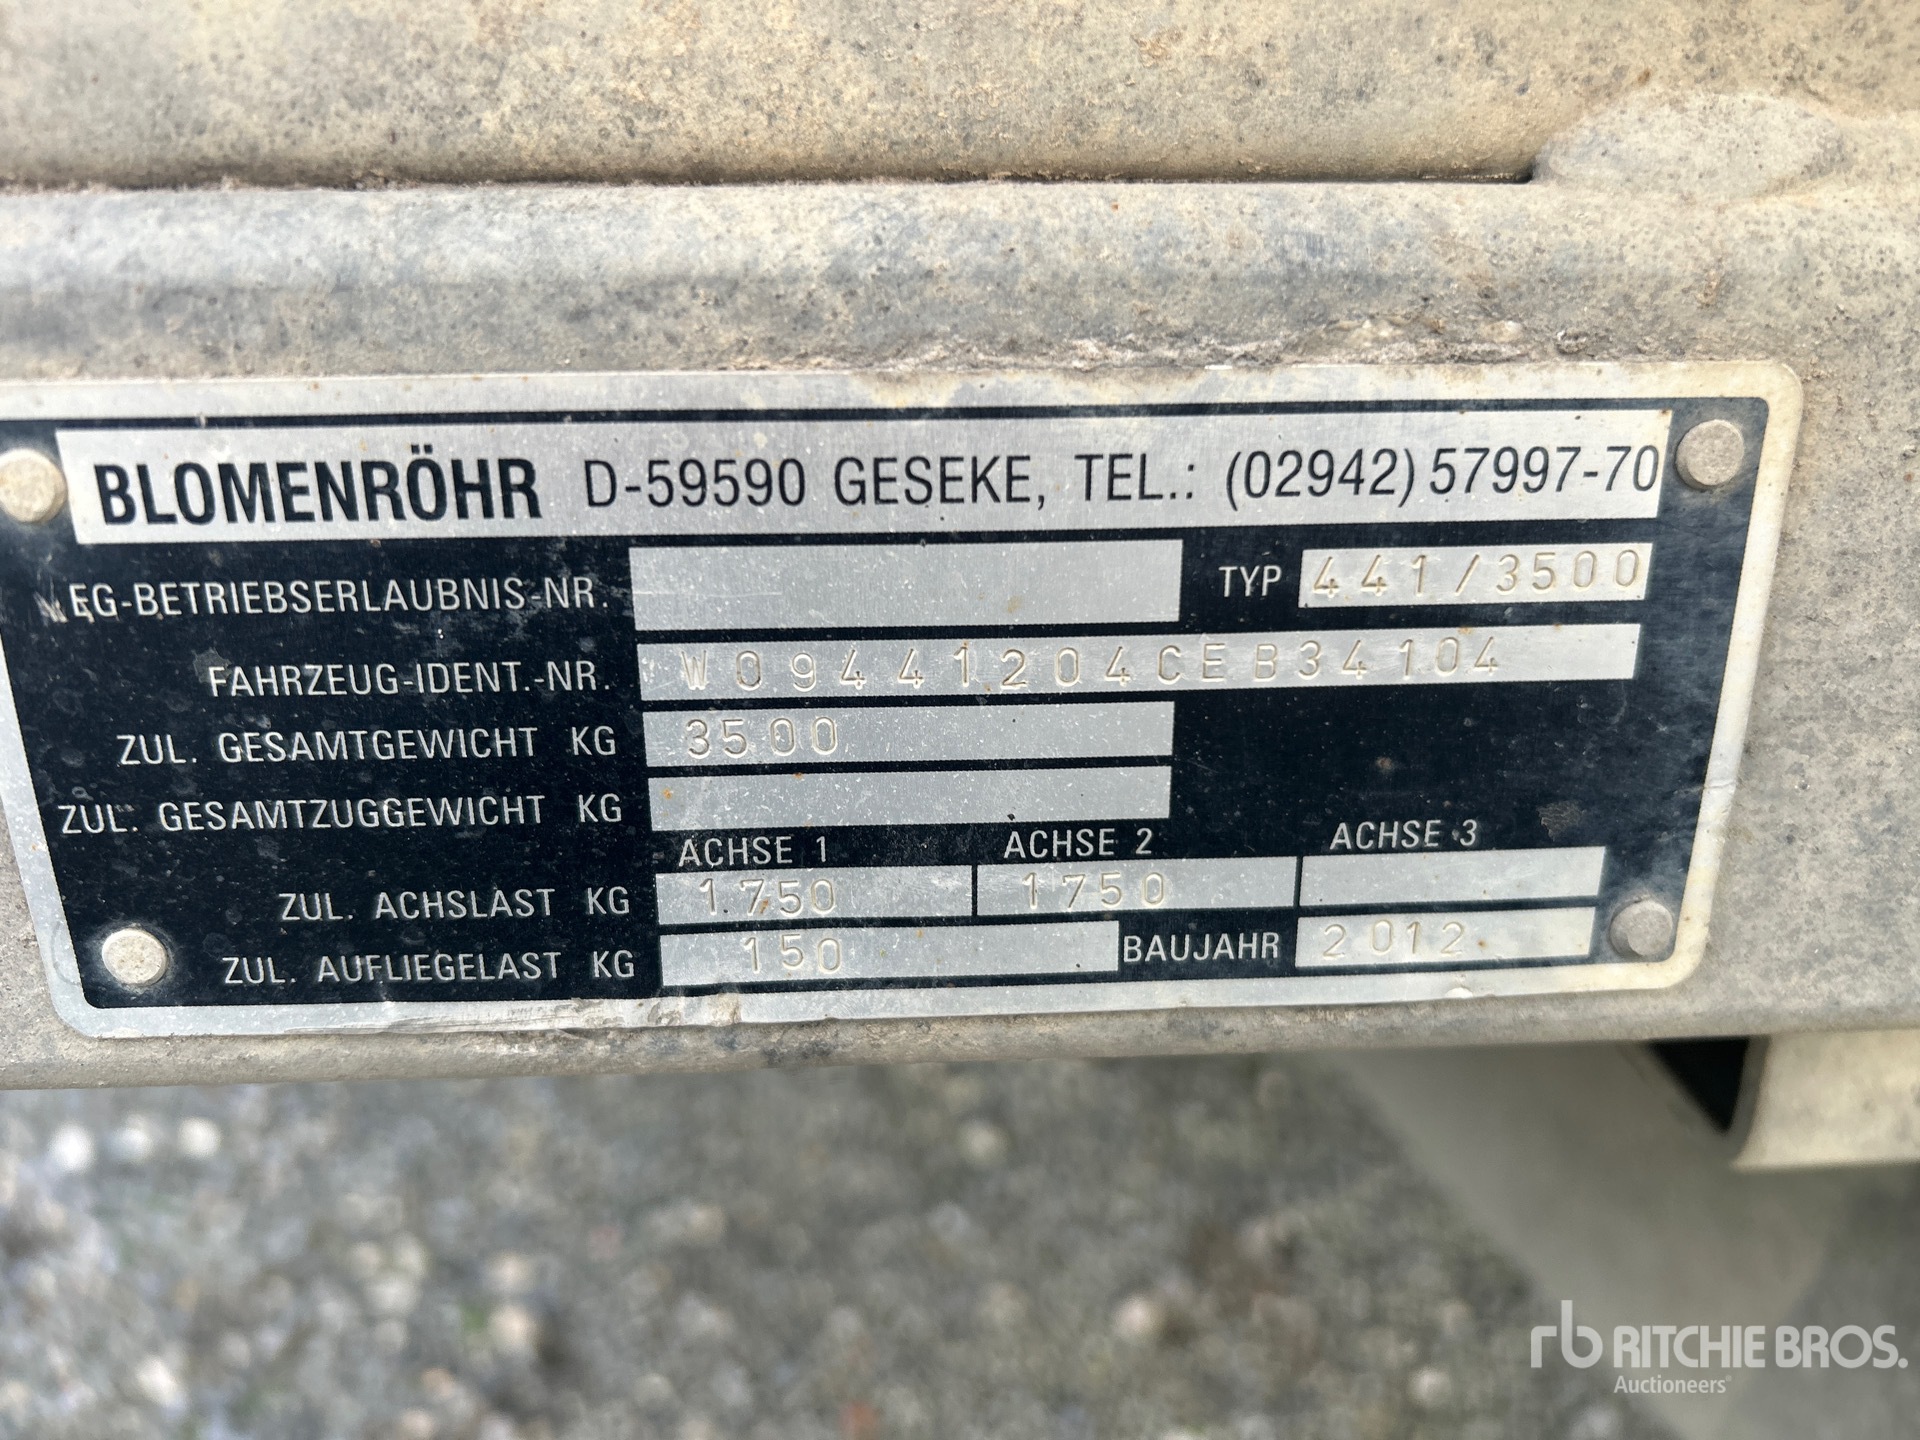 BLOMENRÖHR D-59590 GESEKE, TEL.: (02942) 57997-70
EG-BETRIEBSERLAUBNIS-NR. TYP 441/3500
FAHRZEUG-IDENT.-NR. W09441204CEB34104
ZUL. GESAMTGEWICHT KG 3500
ZUL. GESAMTZUGGEWICHT KG
ACHSE 1 ACHSE 2 ACHSE 3
ZUL. ACHSLAST KG 1750 1750
ZUL. AUFLIEGELAST KG 150 BAUJAHR 2012
rb RITCHIE BROS.
Auctioneers